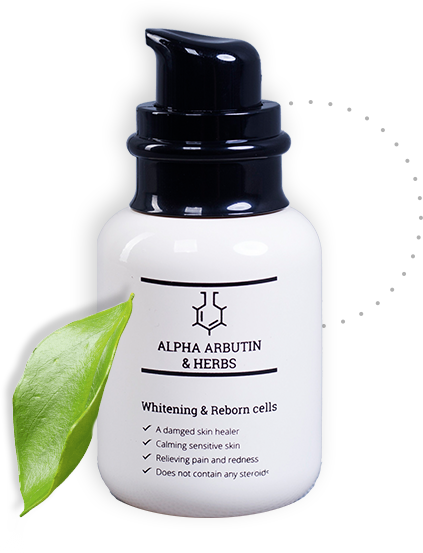 ALPHA ARBUTIN
& HERBS
Whitening & Reborn cells
✓ A damged skin healer
✓ Calming sensitive skin
✓ Relieving pain and redness
✓ Does not contain any steroids